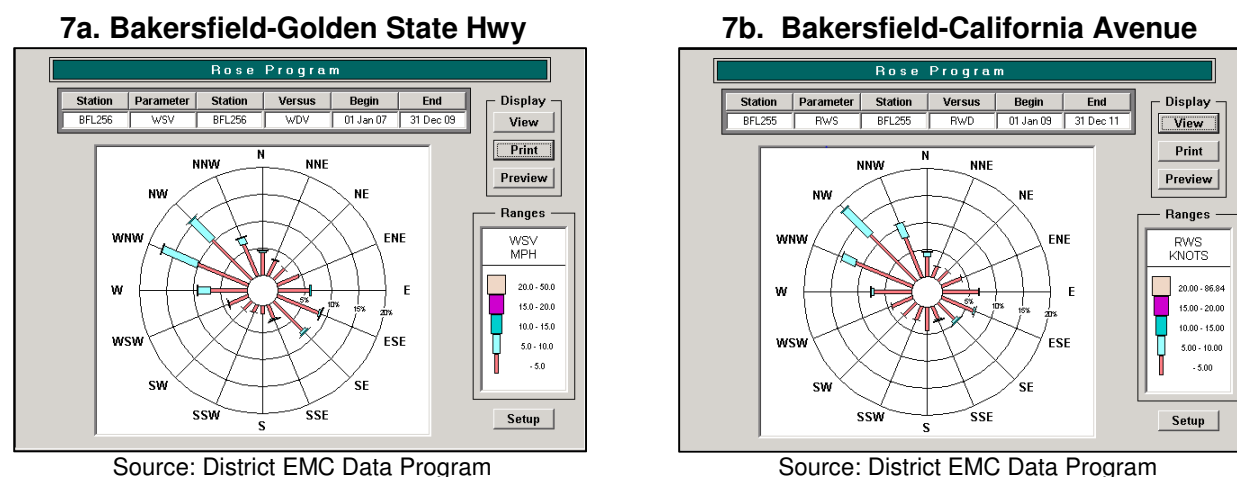 7a. Bakersfield-Golden State Hwy
Rose Program
Station Parameter Station Versus Begin End
BFL256 WSV BFL256 WDV 01 Jan 07 31 Dec 09
Display
View
Print
Preview
N
NNE
NE
ENE
E
ESE
SE
SSE
S
SSW
SW
WSW
W
WNW
NW
NNW
5% 10% 15% 20%
Ranges
WSV
MPH
20.0 - 50.0
15.0 - 20.0
10.0 - 15.0
5.0 - 10.0
- 5.0
Setup
Source: District EMC Data Program
7b. Bakersfield-California Avenue
Rose Program
Station Parameter Station Versus Begin End
BFL255 RWS BFL255 RWD 01 Jan 09 31 Dec 11
Display
View
Print
Preview
N
NNE
NE
ENE
E
ESE
SE
SSE
S
SSW
SW
WSW
W
WNW
NW
NNW
5% 10% 15% 20%
Ranges
RWS
KNOTS
20.00 - 86.84
15.00 - 20.00
10.00 - 15.00
5.00 - 10.00
- 5.00
Setup
Source: District EMC Data Program